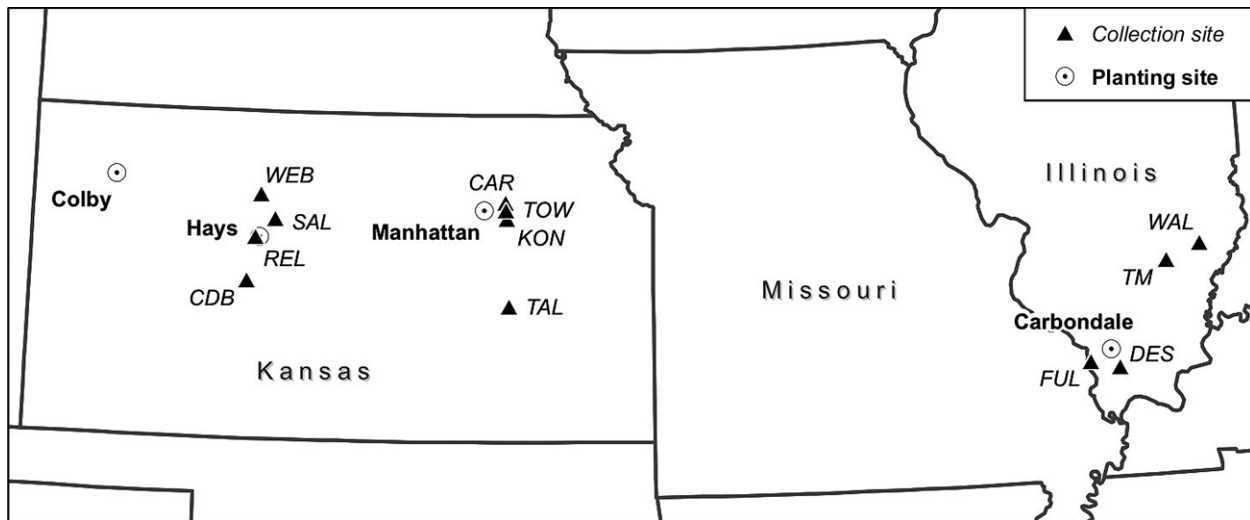 Collection site
Planting site
Illinois
WEB
CAR
Colby
SAL
TOW
WAL
Hays
Manhattan
KON
REL
TM
CDB
Missouri
TAL
Carbondale
DES
Kansas
FUL